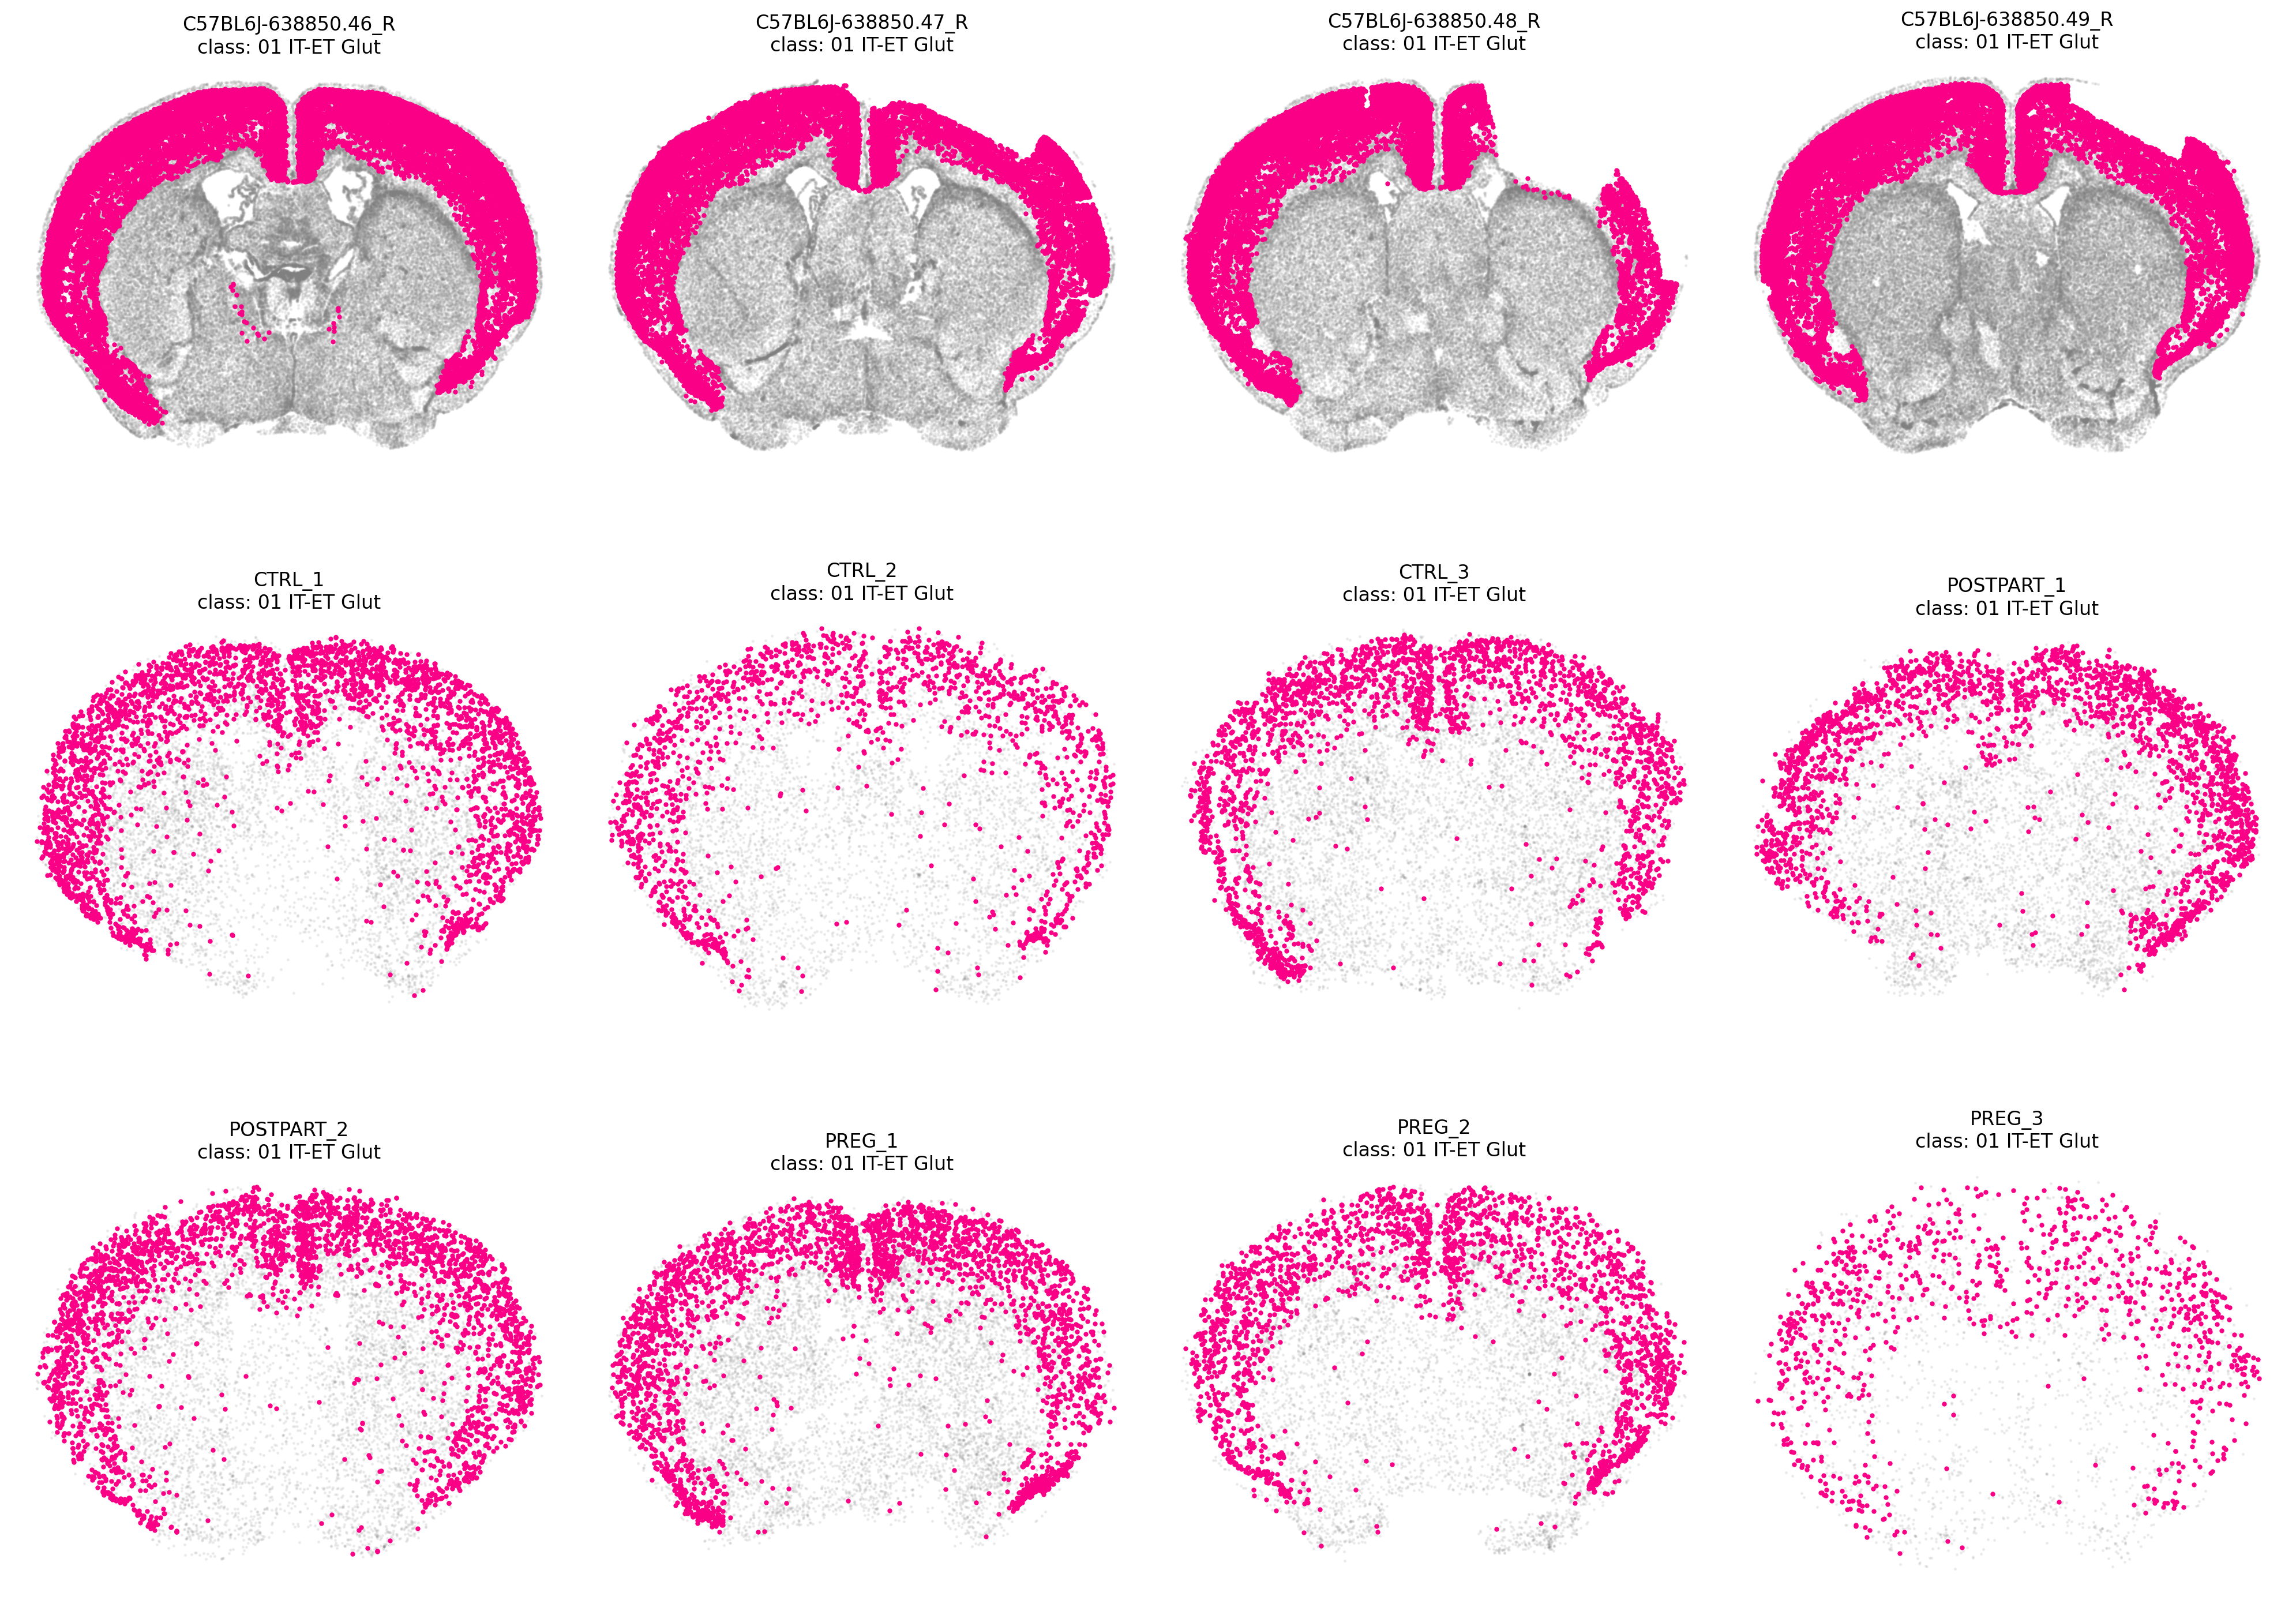 C57BL6J-638850.46_R
class: 01 IT-ET Glut
C57BL6J-638850.47_R
class: 01 IT-ET Glut
C57BL6J-638850.48_R
class: 01 IT-ET Glut
C57BL6J-638850.49_R
class: 01 IT-ET Glut
CTRL_1
class: 01 IT-ET Glut
CTRL_2
class: 01 IT-ET Glut
CTRL_3
class: 01 IT-ET Glut
POSTPART_1
class: 01 IT-ET Glut
POSTPART_2
class: 01 IT-ET Glut
PREG_1
class: 01 IT-ET Glut
PREG_2
class: 01 IT-ET Glut
PREG_3
class: 01 IT-ET Glut